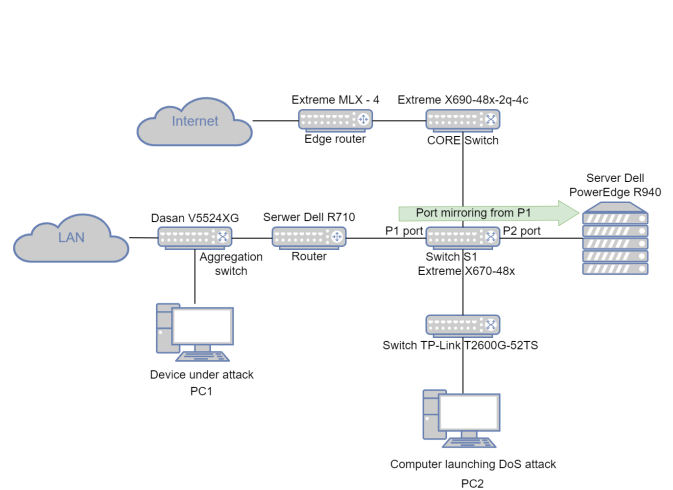 Extreme MLX - 4
Extreme X690-48x-2q-4c
Internet
Edge router
CORE Switch
Server Dell
PowerEdge R940
Dasan V5524XG
Serwer Dell R710
Port mirroring from P1
P1 port
P2 port
LAN
Aggregation
switch
Router
Switch S1
Extreme X670-48x
Switch TP-Link T2600G-52TS
Device under attack
PC1
Computer launching DoS attack
PC2